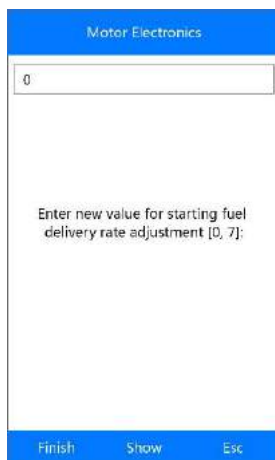 Motor Electronics
0
Enter new value for starting fuel
delivery rate adjustment [0, 7]:
Finish Show Esc